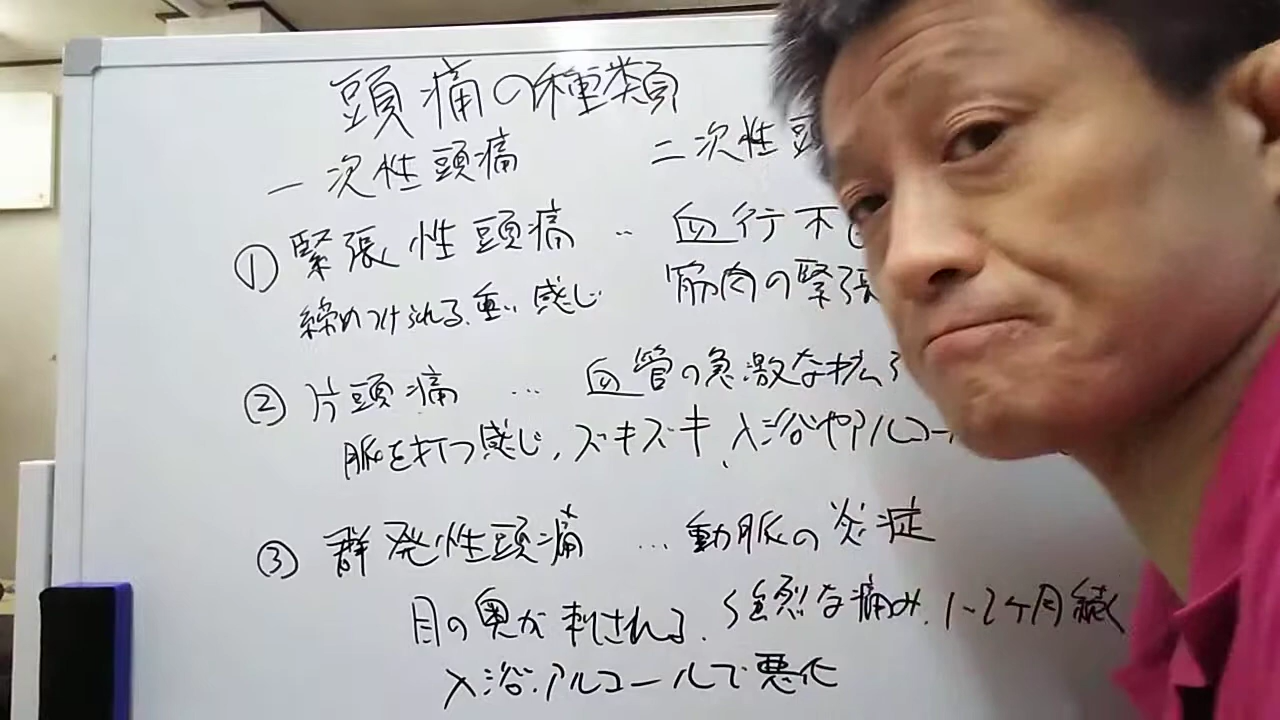 頭痛の種類
一次性頭痛 二次性頭
① 緊張性頭痛 … 血行不
締めつけられる、重い感じ 筋肉の緊張
② 片頭痛 … 血管の急激な拡
脈を打つ感じ、ズキズキ、入浴やアルコー
③ 群発性頭痛 … 動脈の炎症
目の奥が刺される、強烈な痛み、1~2ヶ月続く
入浴、アルコールで悪化